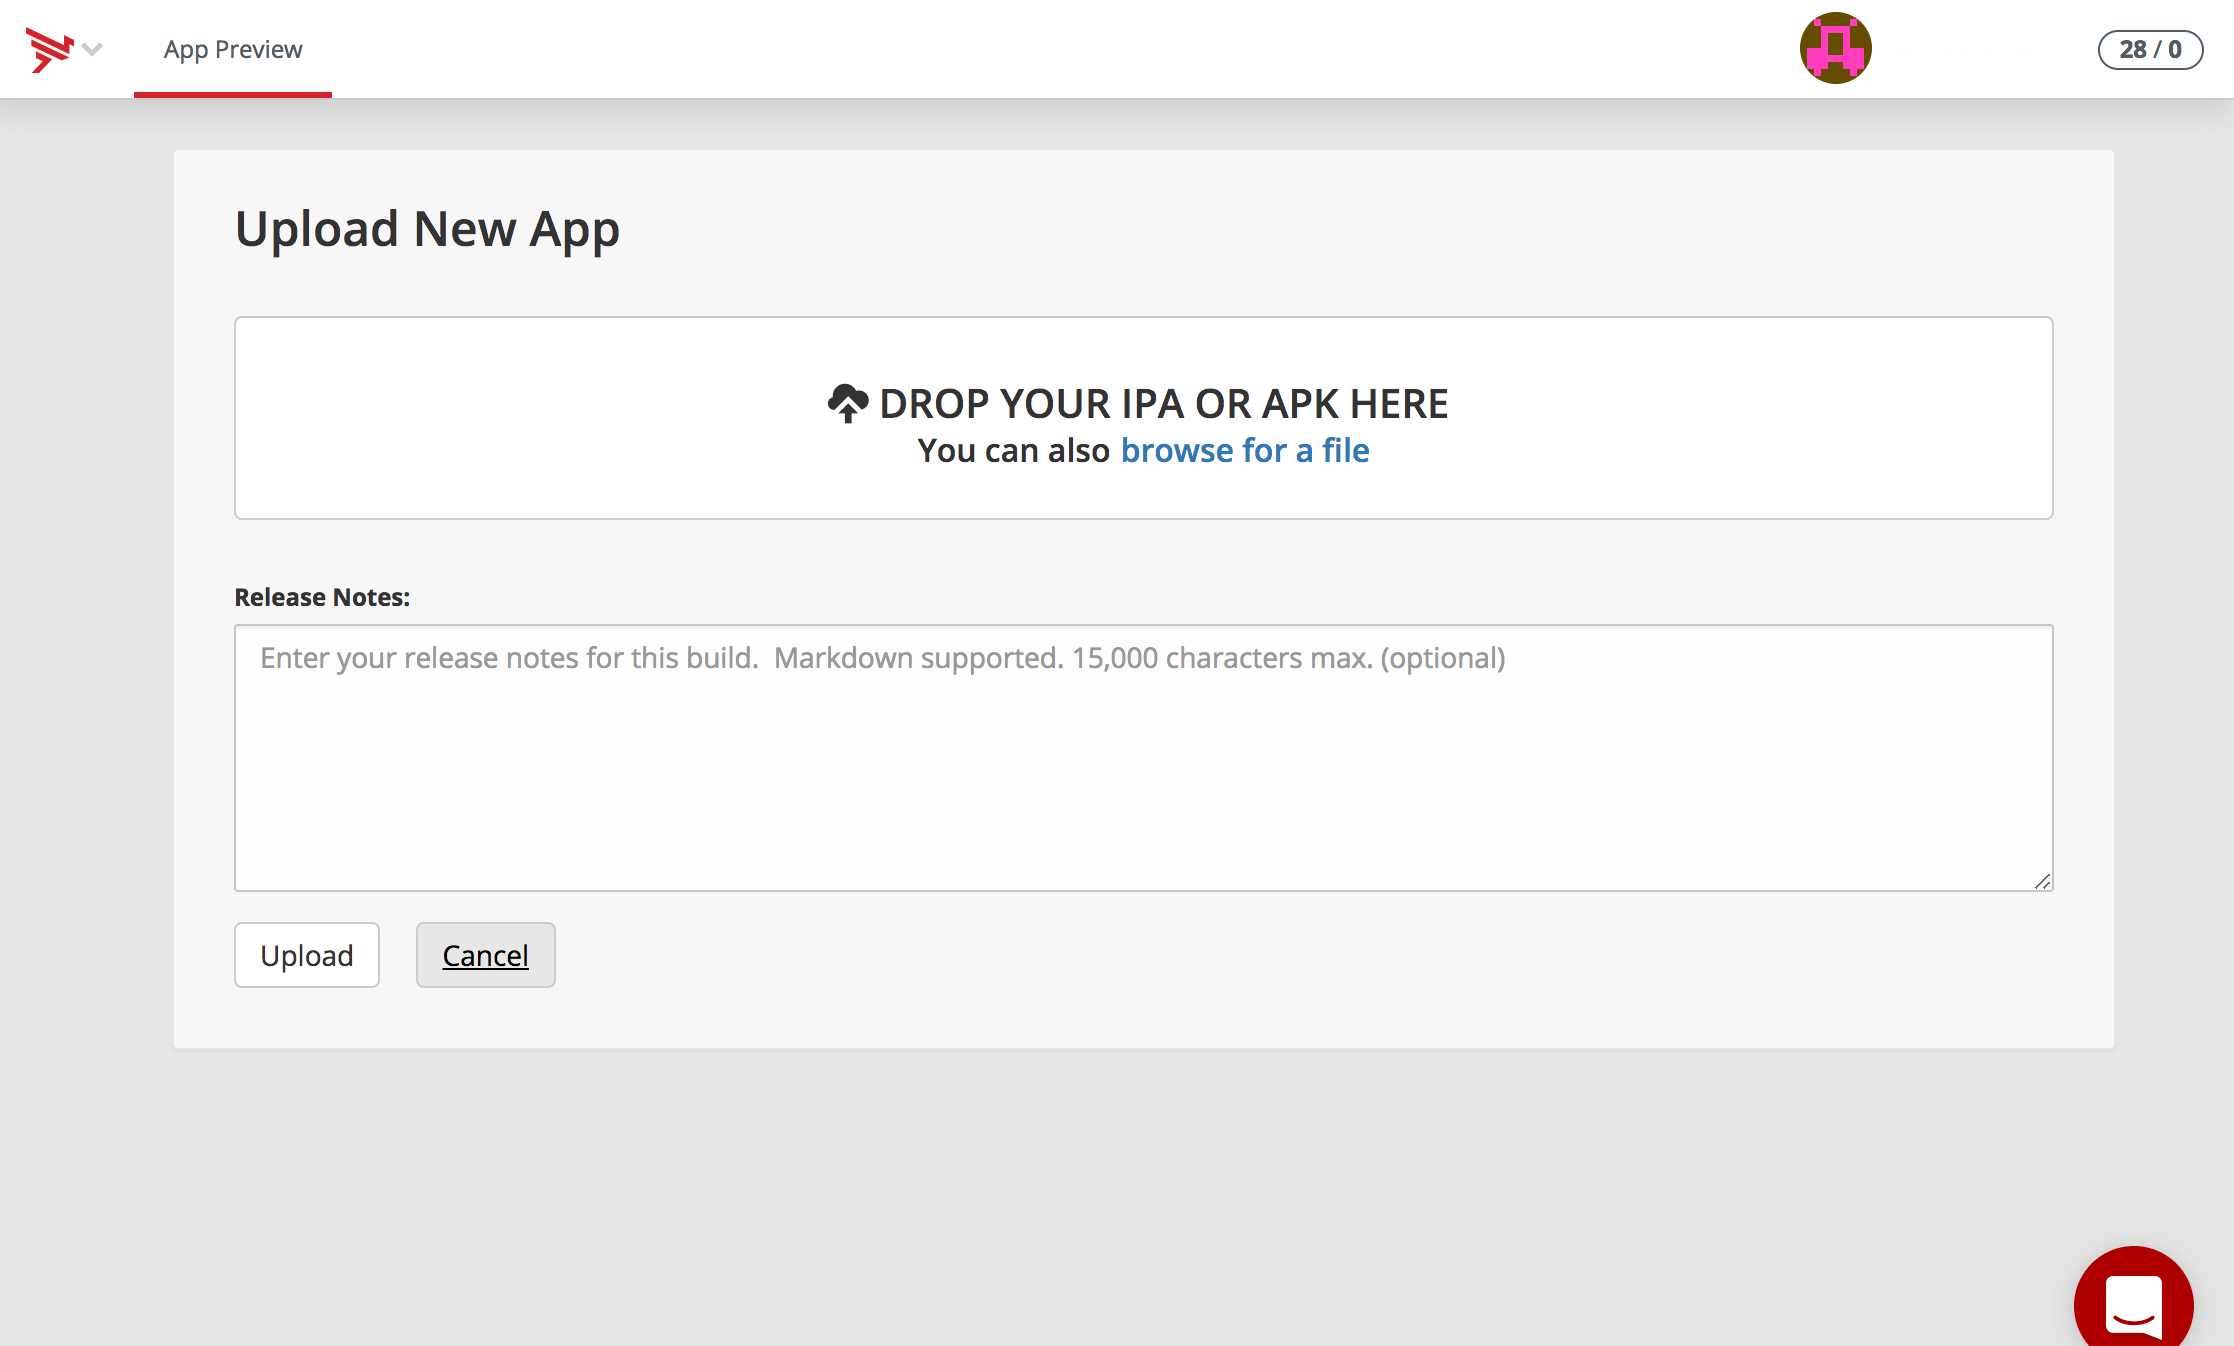 App Preview
28 / 0
Upload New App
DROP YOUR IPA OR APK HERE
You can also browse for a file
Release Notes:
Enter your release notes for this build.  Markdown supported. 15,000 characters max. (optional)
Upload
Cancel